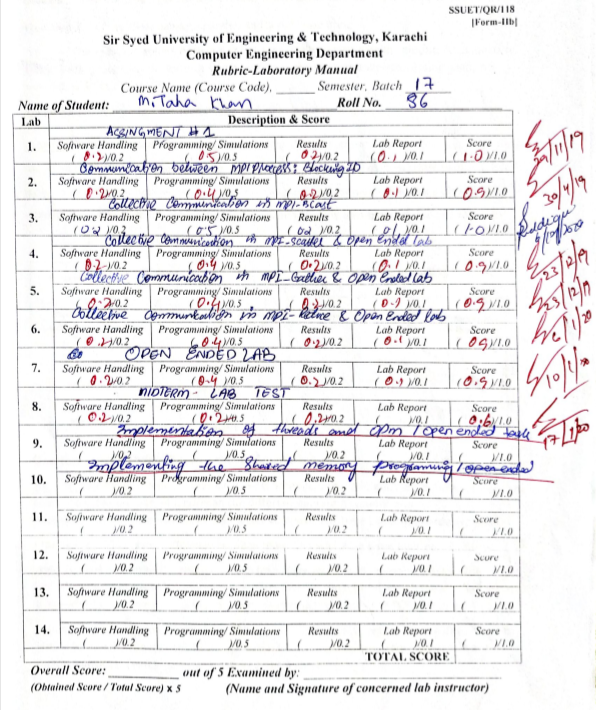 SSUET/QR/118
[Form-IIb]
Sir Syed University of Engineering & Technology, Karachi
Computer Engineering Department
Rubric-Laboratory Manual
Course Name (Course Code), Semester, Batch 17
Name of Student: M.Taha Khan Roll No. 86
Lab Description & Score
ASSINGMENT # 1
1. Software Handling Programming/ Simulations Results Lab Report Score
( 0.2)/0.2 ( 0.5)/0.5 ( 0.2)/0.2 (0.1 )/0.1 (1.0)/1.0
29/11/19
Communication between MPI process: Blocking
2. Software Handling Programming/ Simulations Results Lab Report Score
( 0.2)/0.2 ( 0.4)/0.5 ( 0.2)/0.2 ( 0.1 )/0.1 ( 0.9)/1.0
Collective Communication in MPI-Bcast
3. Software Handling Programming/ Simulations Results Lab Report Score
( 0.2 )/0.2 ( 0.5 )/0.5 ( 0.2 )/0.2 ( 0.1 )/0.1 ( 1.0)/1.0
Collective Communication in MPI-scatter & Open Ended Lab
4. Software Handling Programming/ Simulations Results Lab Report Score
( 0.2 )/0.2 ( 0.4 )/0.5 ( 0.2)/0.2 ( 0.1 )/0.1 ( 0.9)/1.0
23/12/19
Collective Communication in MPI-Gather & Open Ended Lab
5. Software Handling Programming/ Simulations Results Lab Report Score
( 0.2)/0.2 ( 0.4)/0.5 ( 0.2)/0.2 ( 0.1)/0.1 ( 0.9)/1.0
Collective Communication in MPI- & Open Ended Lab
6. Software Handling Programming/ Simulations Results Lab Report Score
( 0.2)/0.2 ( 0.4)/0.5 ( 0.2)/0.2 ( 0.1 )/0.1 ( 0.9)/1.0
OPEN ENDED LAB
7. Software Handling Programming/ Simulations Results Lab Report Score
( 0.2)/0.2 ( 0.4 )/0.5 ( 0.2)/0.2 ( 0.1 )/0.1 ( 0.9)/1.0
10/1/20
MIDTERM - LAB TEST
8. Software Handling Programming/ Simulations Results Lab Report Score
( 0.2)/0.2 ( 0.2)/0.5 ( 0.2)/0.2 ( )/0.1 ( 0.6)/1.0
17/1/20
Implementation of threads and / open ended task
9. Software Handling Programming/ Simulations Results Lab Report Score
( )/0.2 ( )/0.5 ( )/0.2 ( )/0.1 ( )/1.0
Implementing the Shared memory programming / open ended
10. Software Handling Programming/ Simulations Results Lab Report Score
( )/0.2 ( )/0.5 ( )/0.2 ( )/0.1 ( )/1.0
11. Software Handling Programming/ Simulations Results Lab Report Score
( )/0.2 ( )/0.5 ( )/0.2 ( )/0.1 ( )/1.0
12. Software Handling Programming/ Simulations Results Lab Report Score
( )/0.2 ( )/0.5 ( )/0.2 ( )/0.1 ( )/1.0
13. Software Handling Programming/ Simulations Results Lab Report Score
( )/0.2 ( )/0.5 ( )/0.2 ( )/0.1 ( )/1.0
14. Software Handling Programming/ Simulations Results Lab Report Score
( )/0.2 ( )/0.5 ( )/0.2 ( )/0.1 ( )/1.0
TOTAL SCORE
Overall Score: out of 5 Examined by:
(Obtained Score / Total Score) x 5 (Name and Signature of concerned lab instructor)